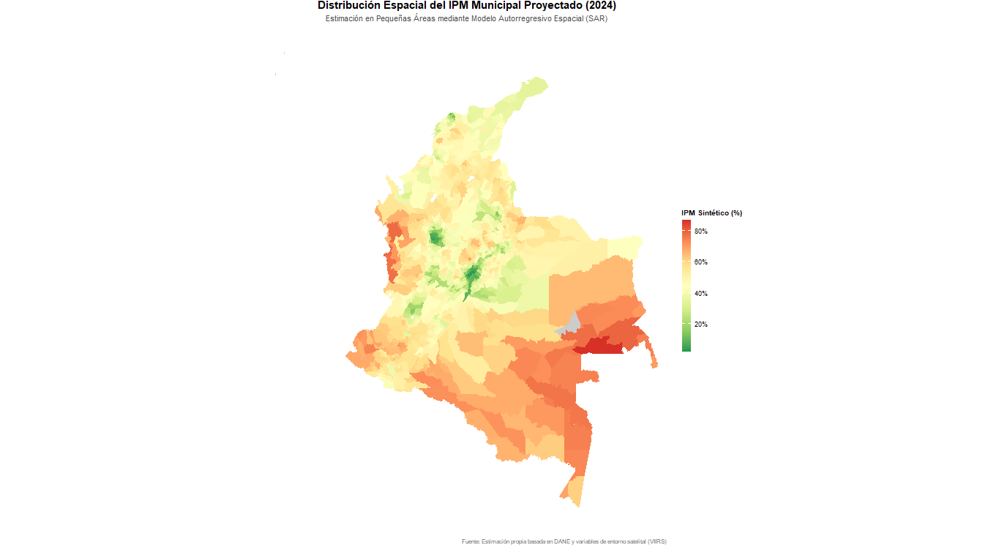 Distribución Espacial del IPM Municipal Proyectado (2024)
Estimación en Pequeñas Áreas mediante Modelo Autorregresivo Espacial (SAR)
IPM Sintético (%)
80%
60%
40%
20%
Fuente: Estimación propia basada en DANE y variables de entorno satelital (VIIRS)